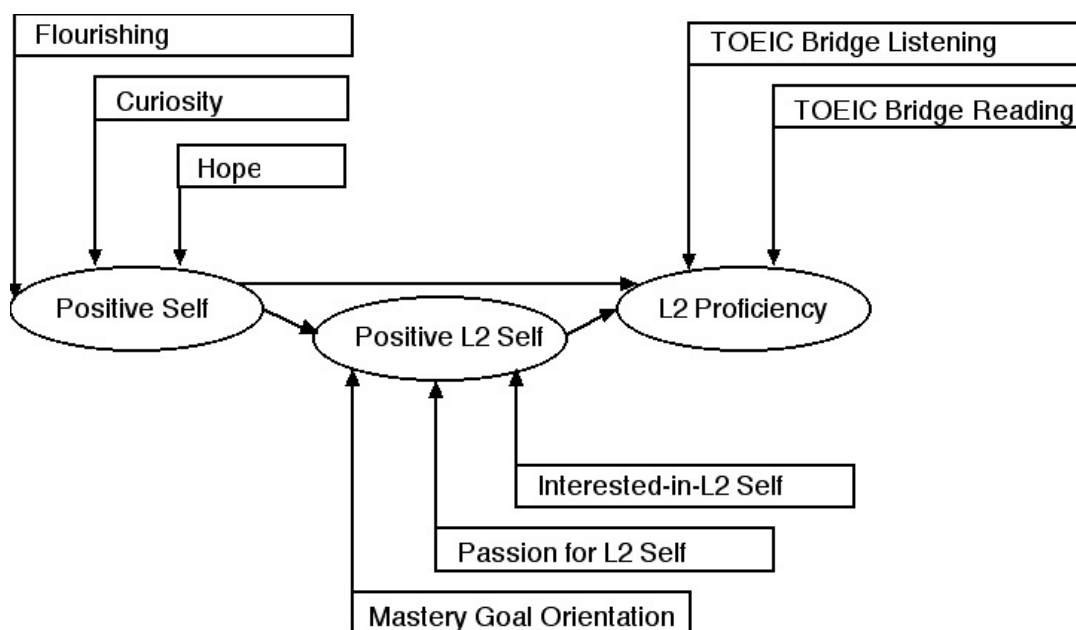 Flourishing
TOEIC Bridge Listening
Curiosity
TOEIC Bridge Reading
Hope
Positive Self
L2 Proficiency
Positive L2 Self
Interested-in-L2 Self
Passion for L2 Self
Mastery Goal Orientation